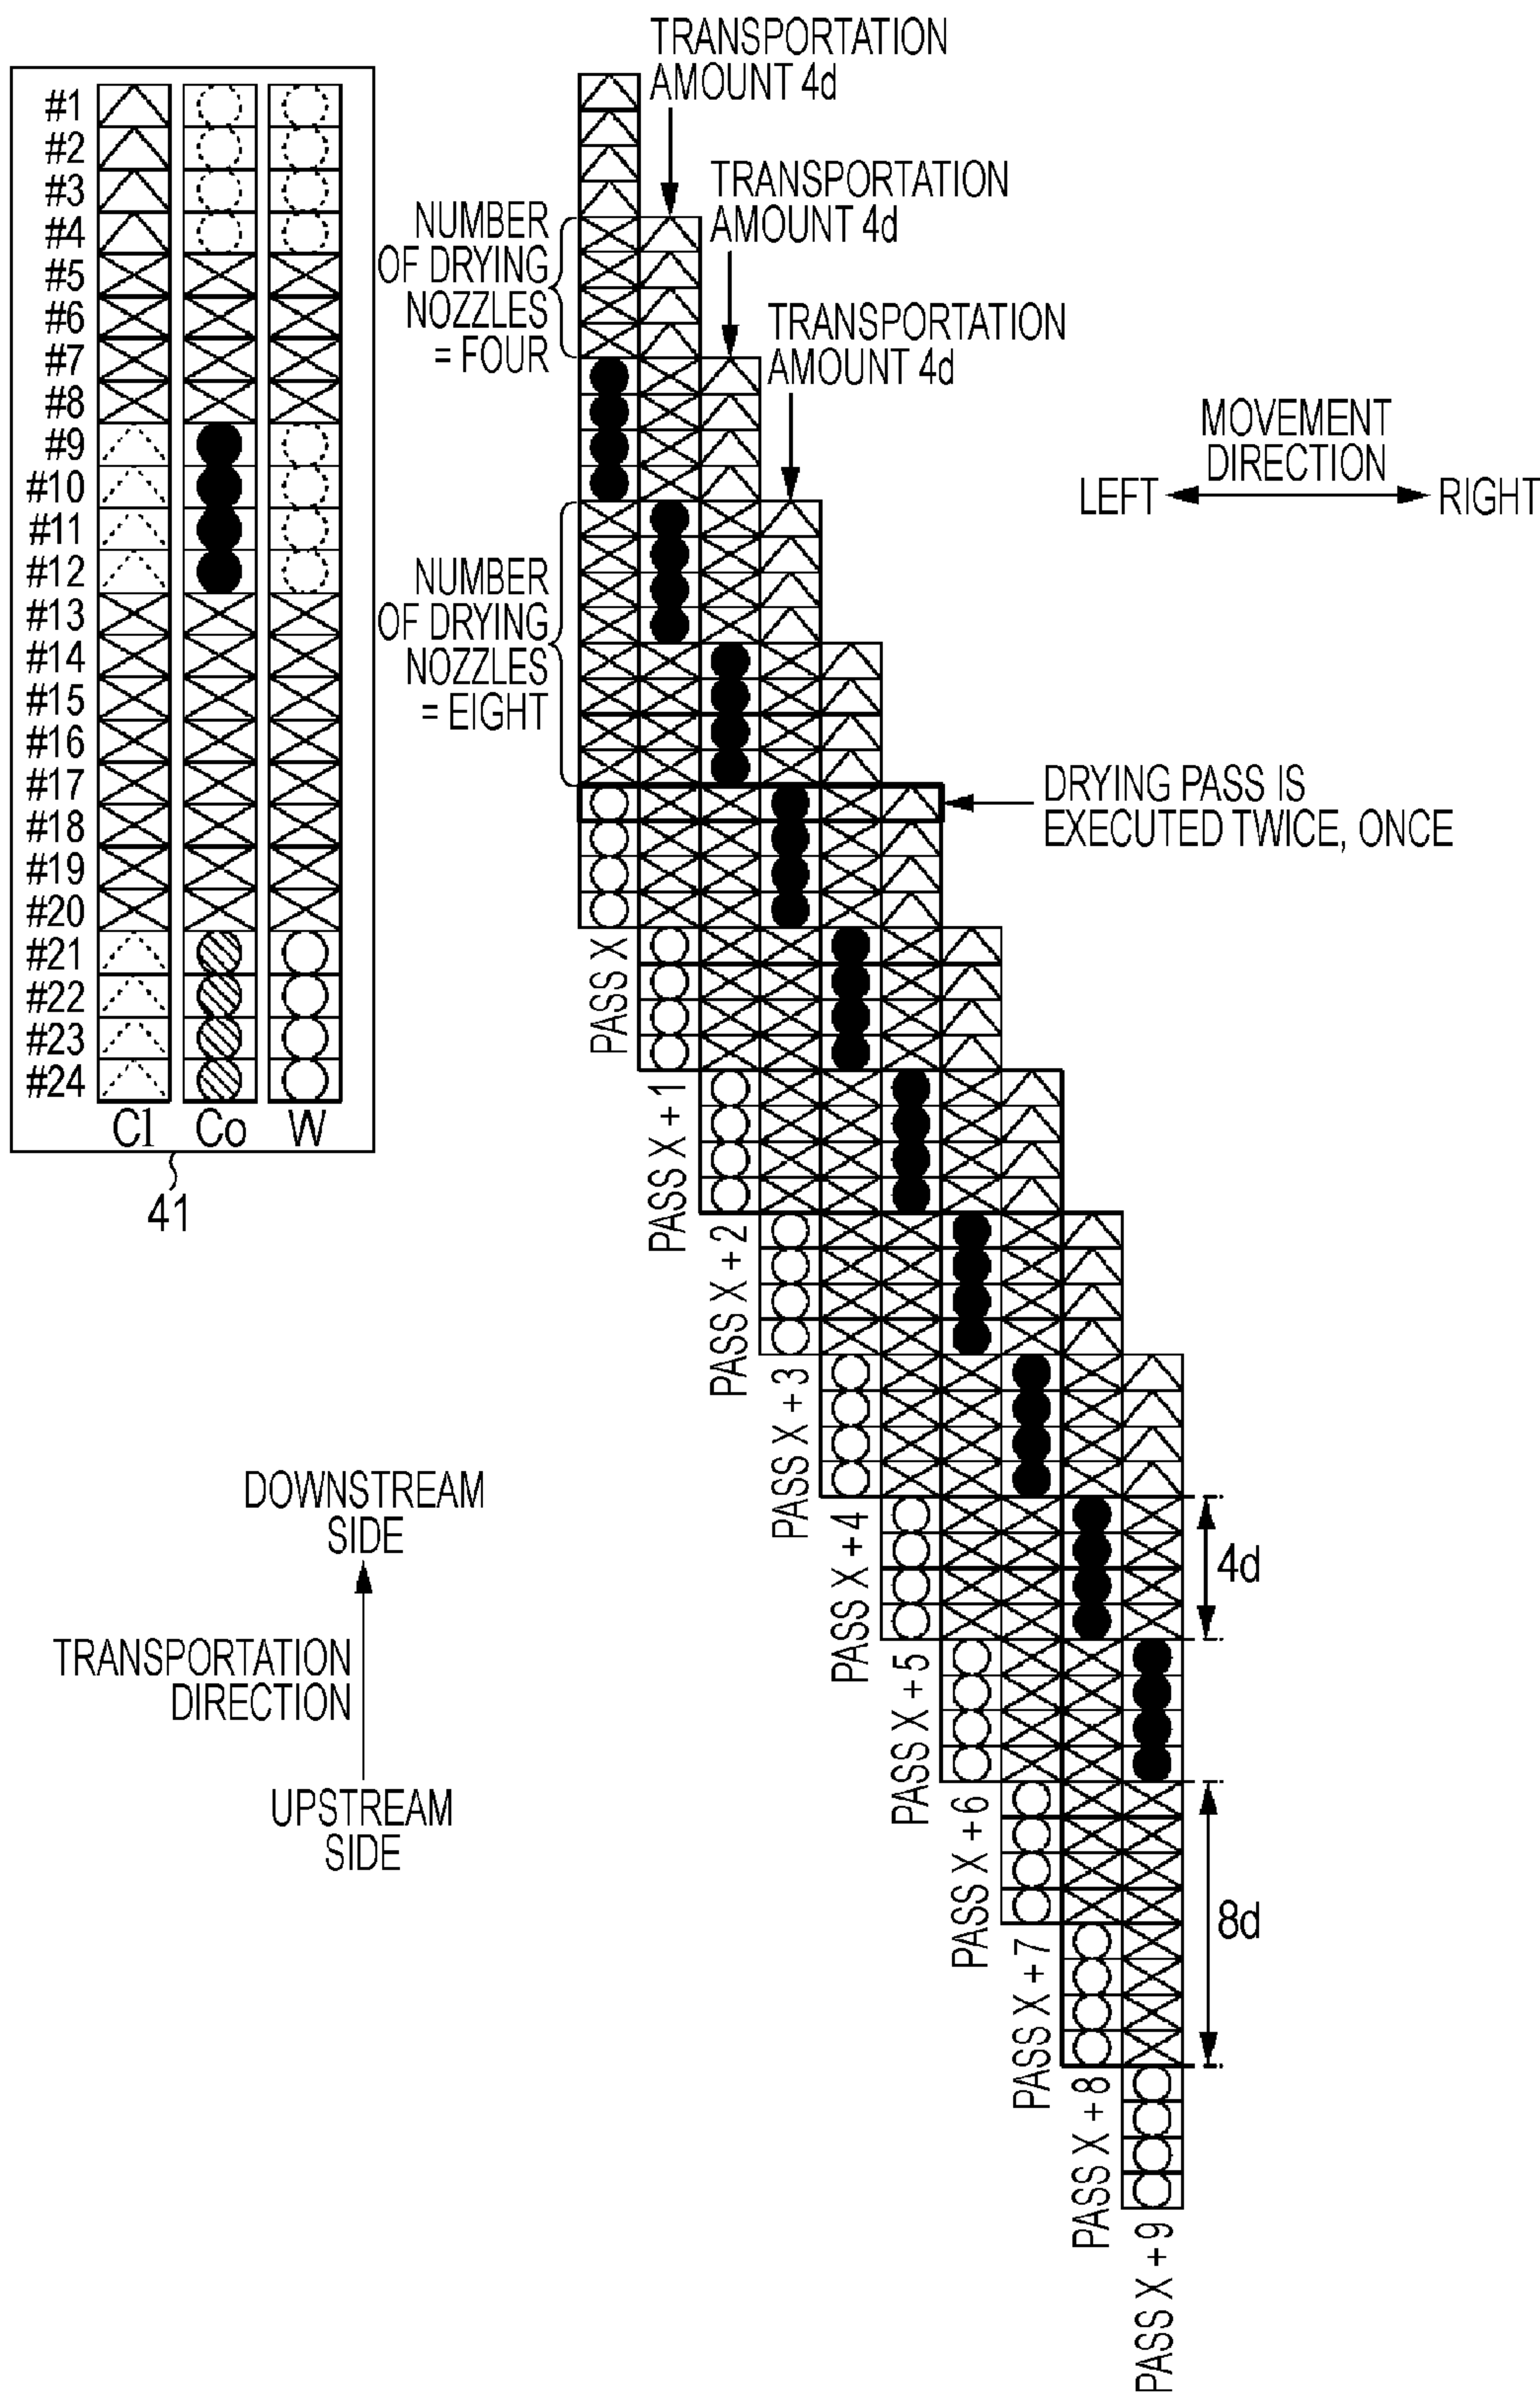 TRANSPORTATION
AMOUNT 4d
TRANSPORTATION
AMOUNT 4d
TRANSPORTATION
AMOUNT 4d
#1
#2
#3
#4
#5
#6
#7
#8
#9
#10
#11
#12
#13
#14
#15
#16
#17
#18
#19
#20
#21
#22
#23
#24
Cl Co W
41
NUMBER
OF DRYING
NOZZLES
= FOUR
NUMBER
OF DRYING
NOZZLES
= EIGHT
MOVEMENT
DIRECTION
LEFT RIGHT
DRYING PASS IS
EXECUTED TWICE, ONCE
PASS X
PASS X + 1
PASS X + 2
PASS X + 3
PASS X + 4
PASS X + 5
PASS X + 6
PASS X + 7
PASS X + 8
PASS X + 9
4d
8d
DOWNSTREAM
SIDE
TRANSPORTATION
DIRECTION
UPSTREAM
SIDE